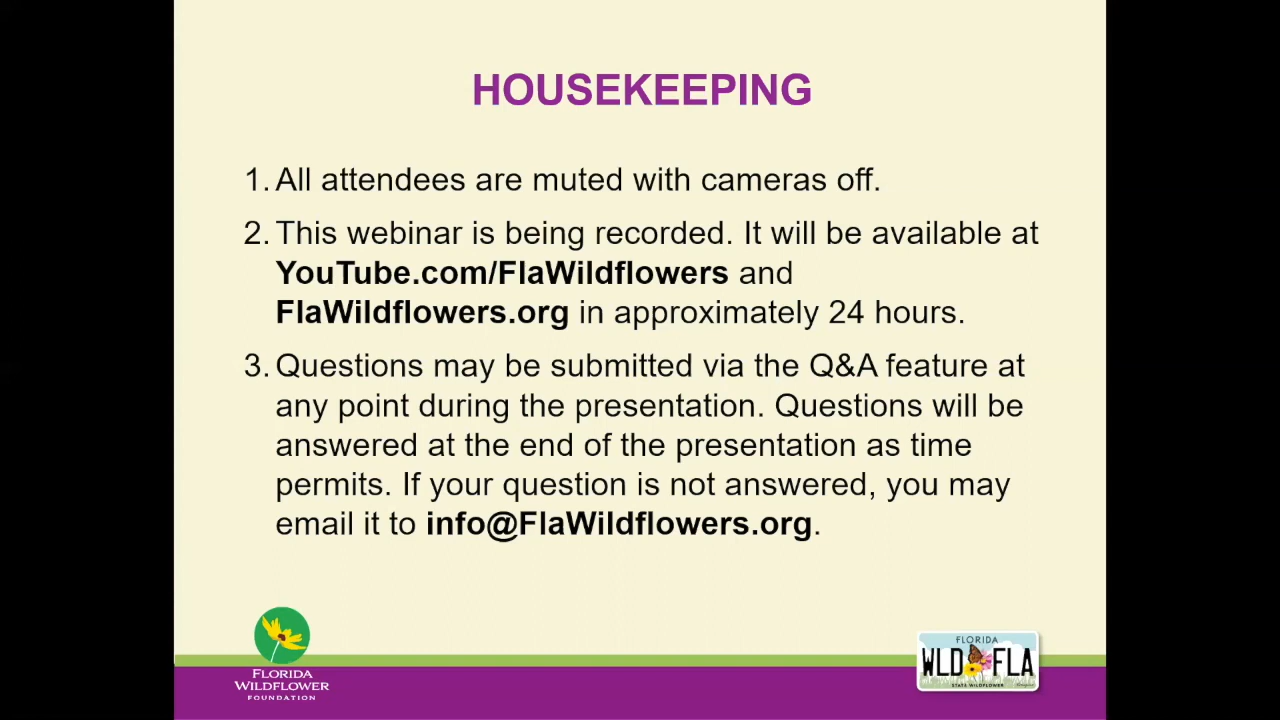 HOUSEKEEPING
1. All attendees are muted with cameras off.
2. This webinar is being recorded. It will be available at
YouTube.com/FlaWildflowers and
FlaWildflowers.org in approximately 24 hours.
3. Questions may be submitted via the Q&A feature at
any point during the presentation. Questions will be
answered at the end of the presentation as time
permits. If your question is not answered, you may
email it to info@FlaWildflowers.org.
FLORIDA
WILDFLOWER
FOUNDATION
FLORIDA
WLD FLA
STATE WILDFLOWER